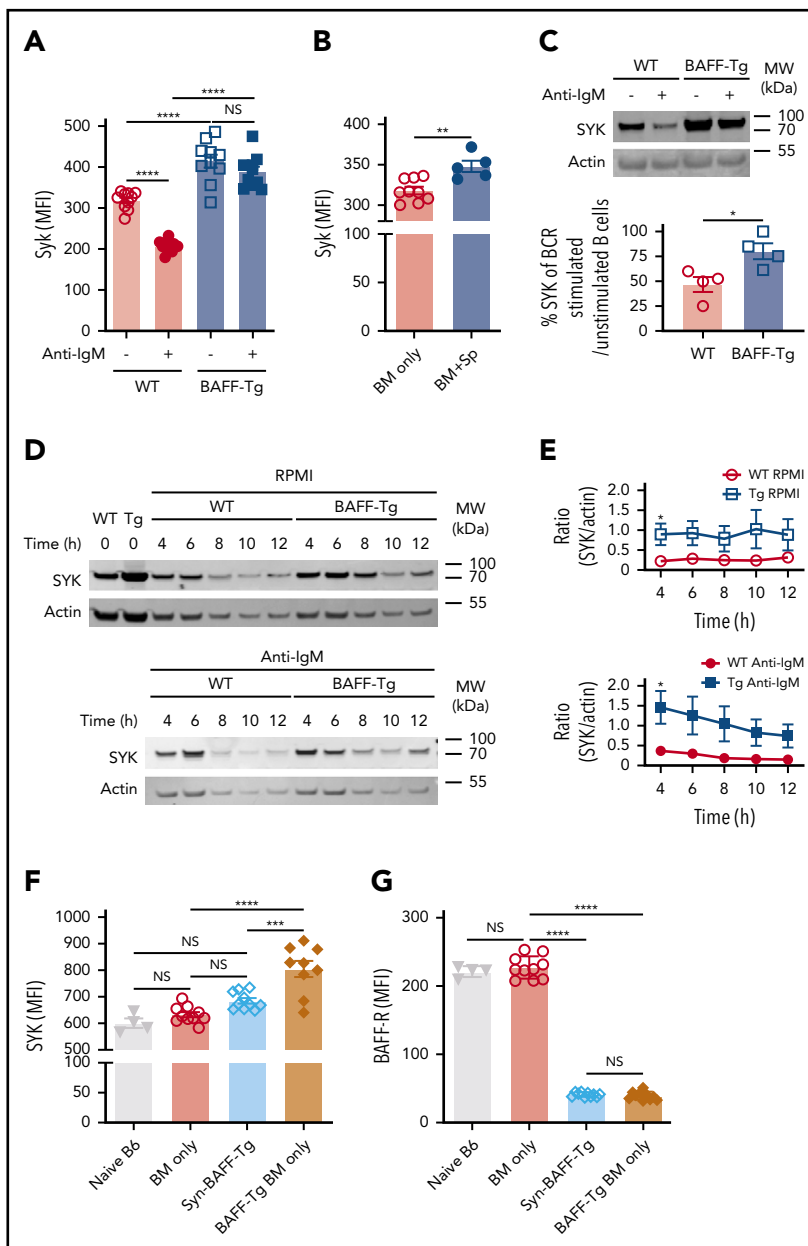 A
****
****
NS
****
500
400
300
200
100
0
Syk (MFI)
Anti-IgM
-
+
-
+
WT
BAFF-Tg
B
**
400
350
300
100
50
0
Syk (MFI)
BM only
BM+Sp
C
WT
BAFF-Tg
MW
(kDa)
Anti-IgM
-
+
-
+
SYK
100
70
55
Actin
*
100
75
50
25
0
% SYK of BCR
stimulated
/unstimulated B cells
WT
BAFF-Tg
D
RPMI
WT Tg
WT
BAFF-Tg
MW
(kDa)
Time (h) 0 0 4 6 8 10 12 4 6 8 10 12
SYK
100
70
Actin
55
Anti-IgM
WT
BAFF-Tg
MW
(kDa)
Time (h) 4 6 8 10 12 4 6 8 10 12
SYK
100
70
Actin
55
E
WT RPMI
Tg RPMI
2.0
1.5
1.0
0.5
0
*
Ratio
(SYK/actin)
4 6 8 10 12
Time (h)
WT Anti-IgM
Tg Anti-IgM
2.0
1.5
1.0
0.5
0
*
Ratio
(SYK/actin)
4 6 8 10 12
Time (h)
F
****
***
NS
NS
NS
1000
900
800
700
600
500
100
50
0
SYK (MFI)
Naive B6
BM only
Syn-BAFF-Tg
BAFF-Tg BM only
G
****
NS
****
NS
300
200
100
0
BAFF-R (MFI)
Naive B6
BM only
Syn-BAFF-Tg
BAFF-Tg BM only